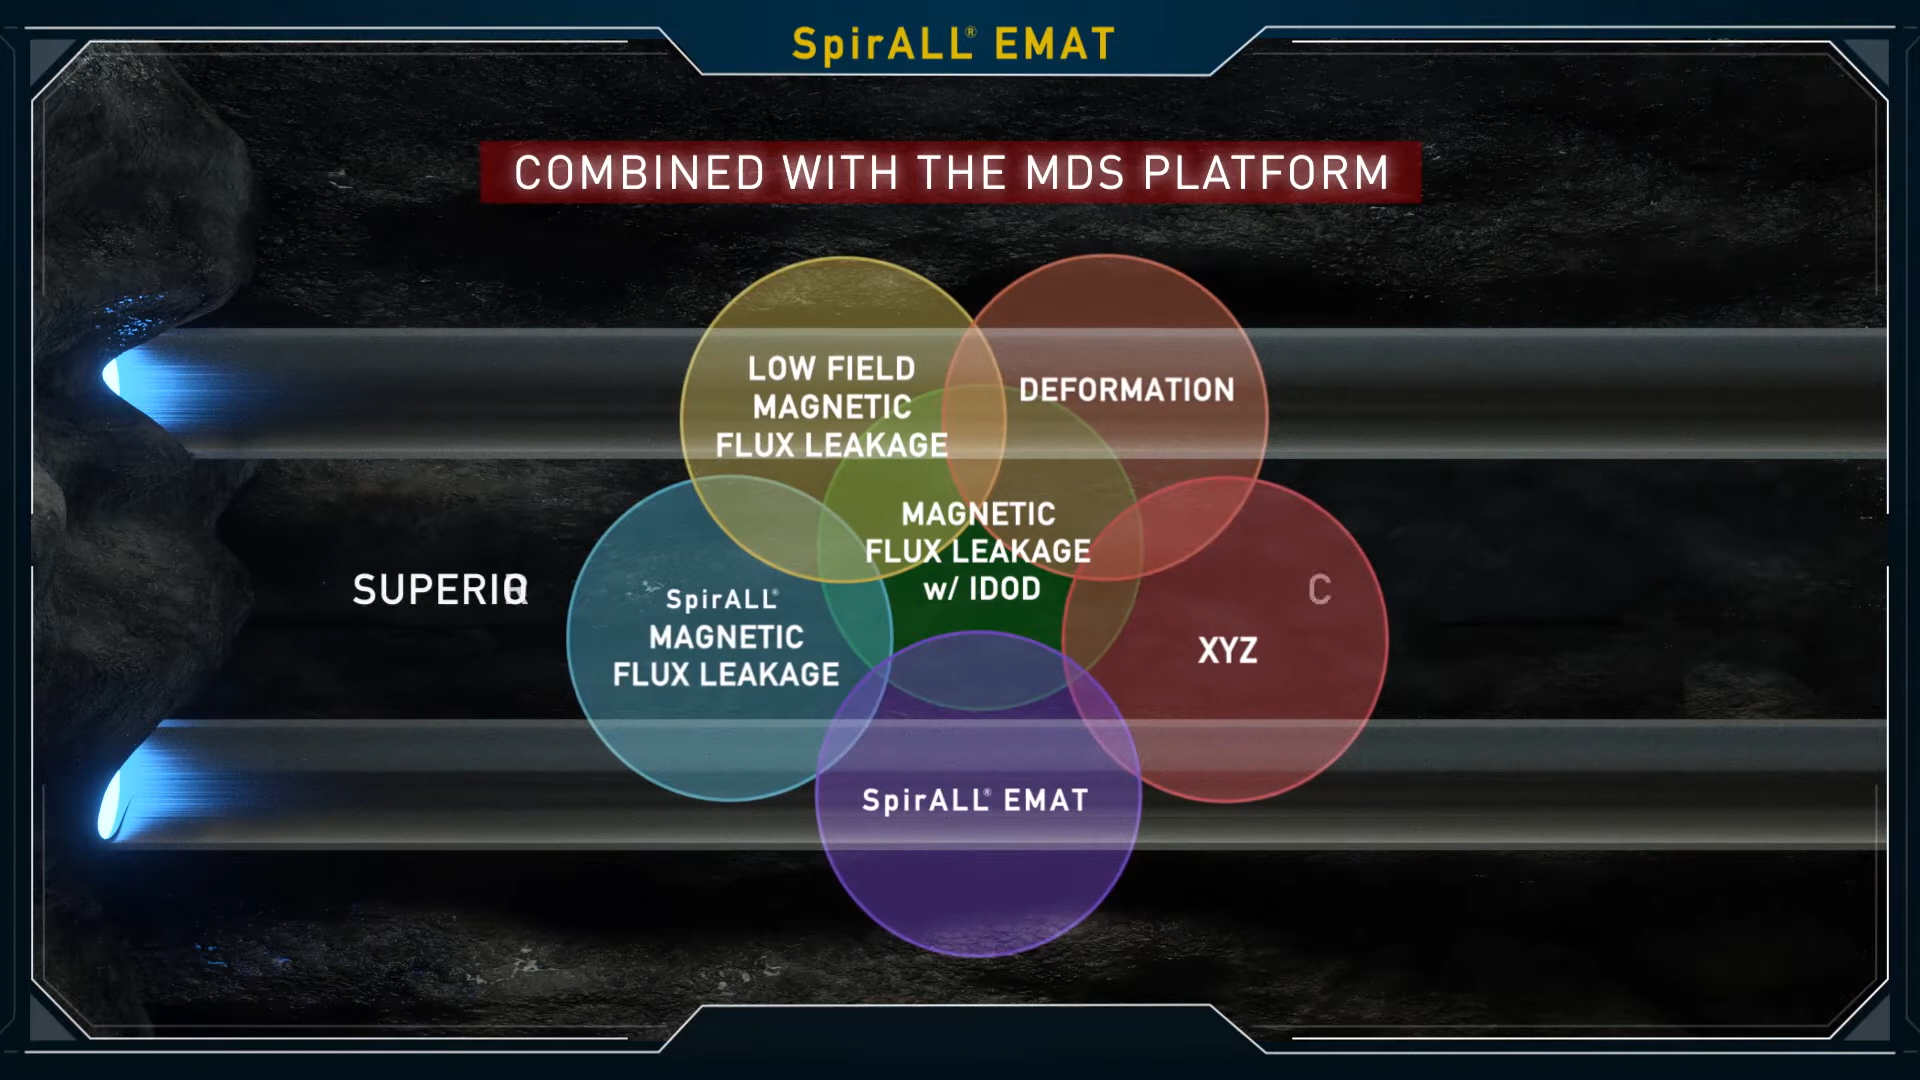 SpirALL® EMAT
COMBINED WITH THE MDS PLATFORM
LOW FIELD
MAGNETIC
FLUX LEAKAGE
DEFORMATION
MAGNETIC
FLUX LEAKAGE
w/ IDOD
SpirALL®
MAGNETIC
FLUX LEAKAGE
XYZ
SpirALL® EMAT
C